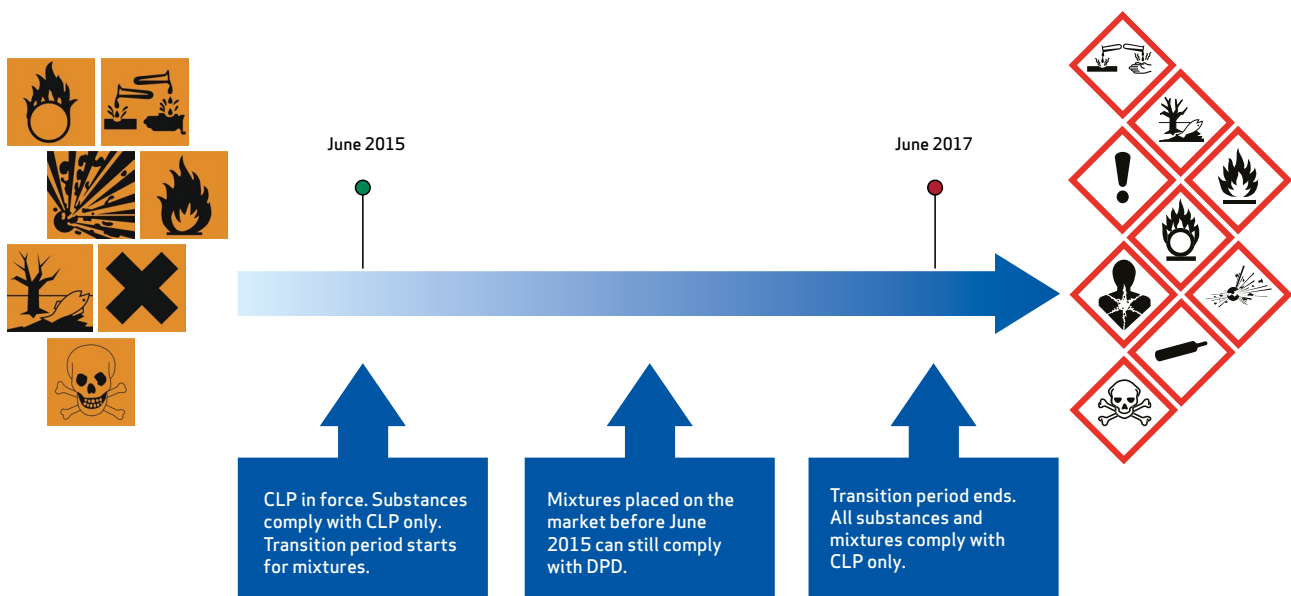 June 2015
June 2017
CLP in force. Substances
comply with CLP only.
Transition period starts
for mixtures.
Mixtures placed on the
market before June
2015 can still comply
with DPD.
Transition period ends.
All substances and
mixtures comply with
CLP only.